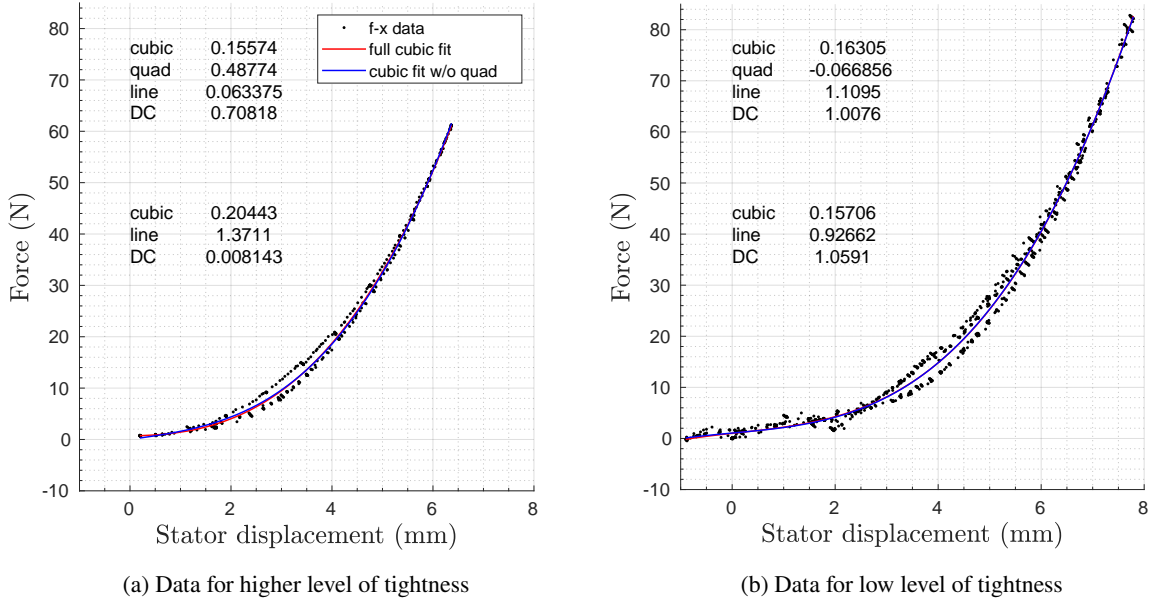 80
70
60
50
40
30
20
10
0
-10
Force (N)
cubic 0.15574
quad 0.48774
line 0.063375
DC 0.70818
f-x data
full cubic fit
cubic fit w/o quad
cubic 0.20443
line 1.3711
DC 0.008143
0 2 4 6 8
Stator displacement (mm)
(a) Data for higher level of tightness
80
70
60
50
40
30
20
10
0
-10
Force (N)
cubic 0.16305
quad -0.066856
line 1.1095
DC 1.0076
cubic 0.15706
line 0.92662
DC 1.0591
0 2 4 6 8
Stator displacement (mm)
(b) Data for low level of tightness